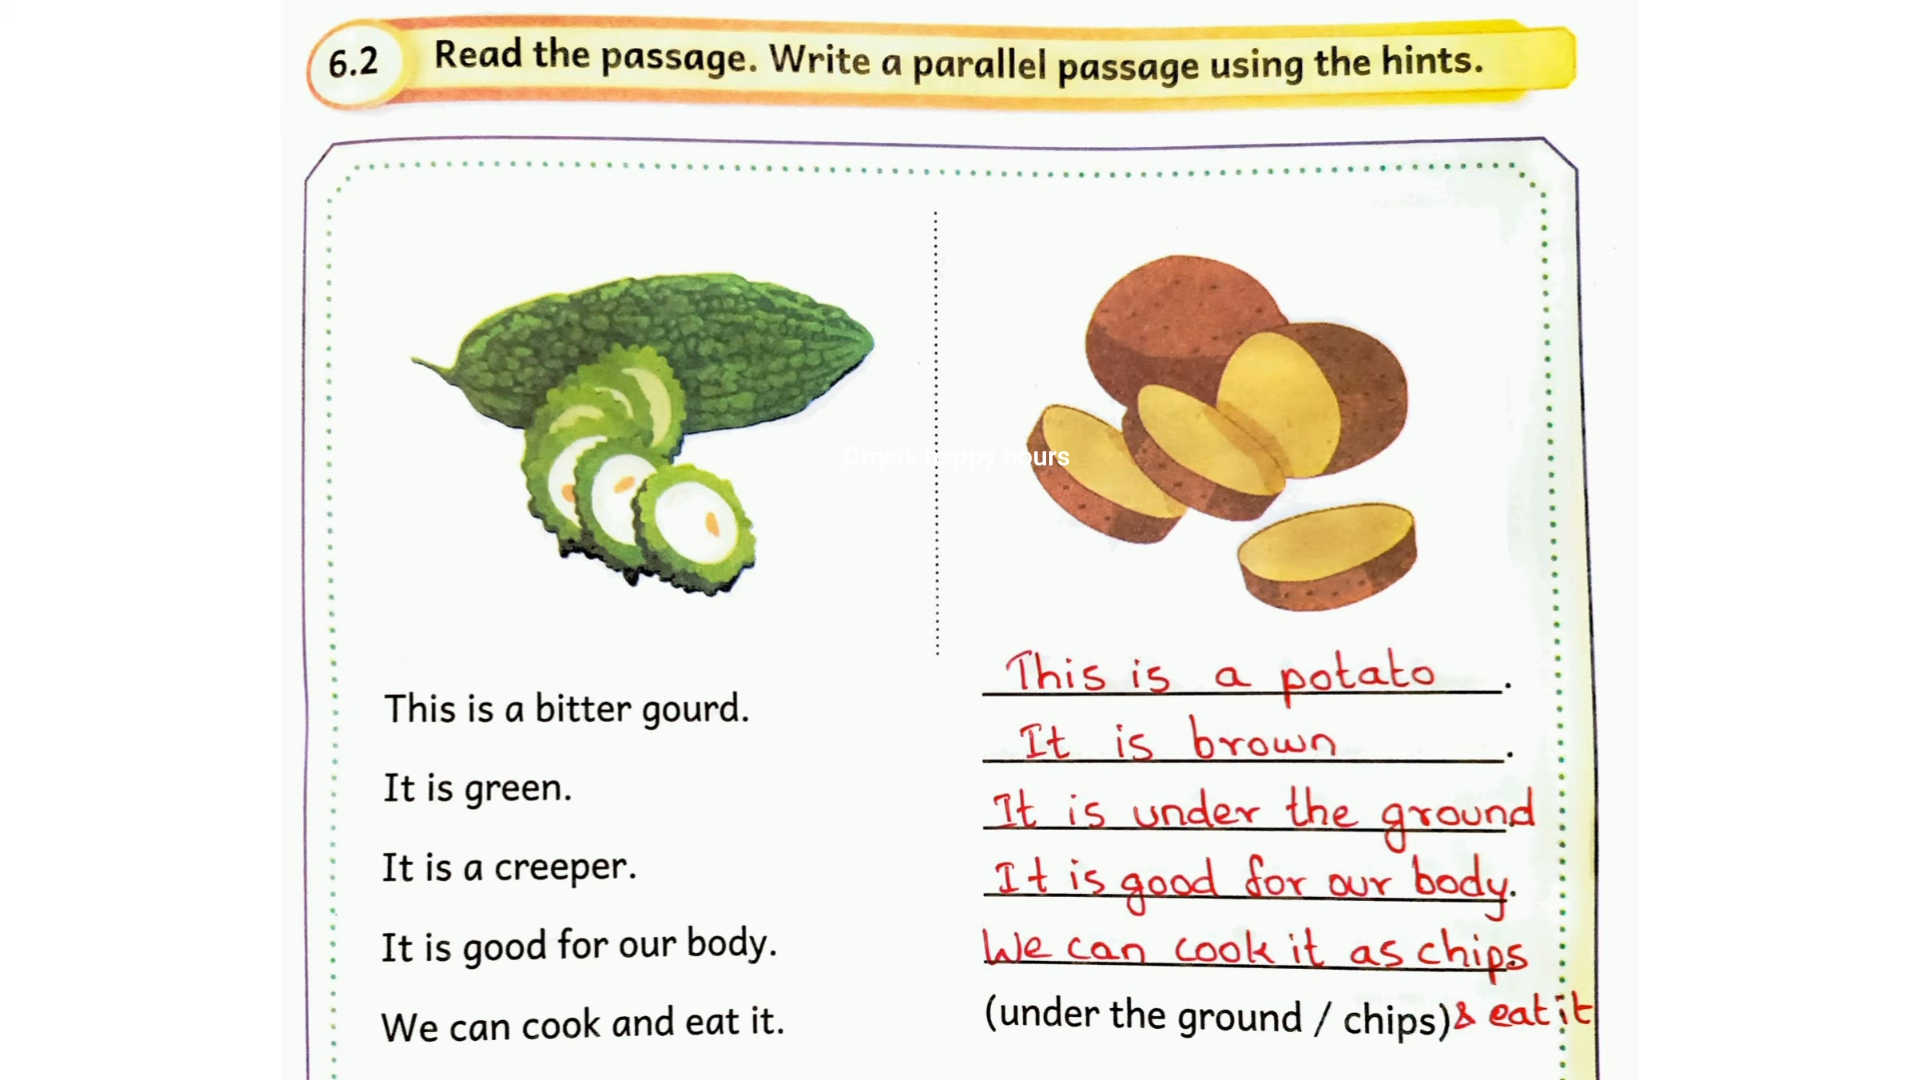 6.2 Read the passage. Write a parallel passage using the hints.
Driyas happy hours
This is a bitter gourd.
It is green.
It is a creeper.
It is good for our body.
We can cook and eat it.
This is a potato.
It is brown.
It is under the ground
It is good for our body.
We can cook it as chips
(under the ground / chips) & eat it